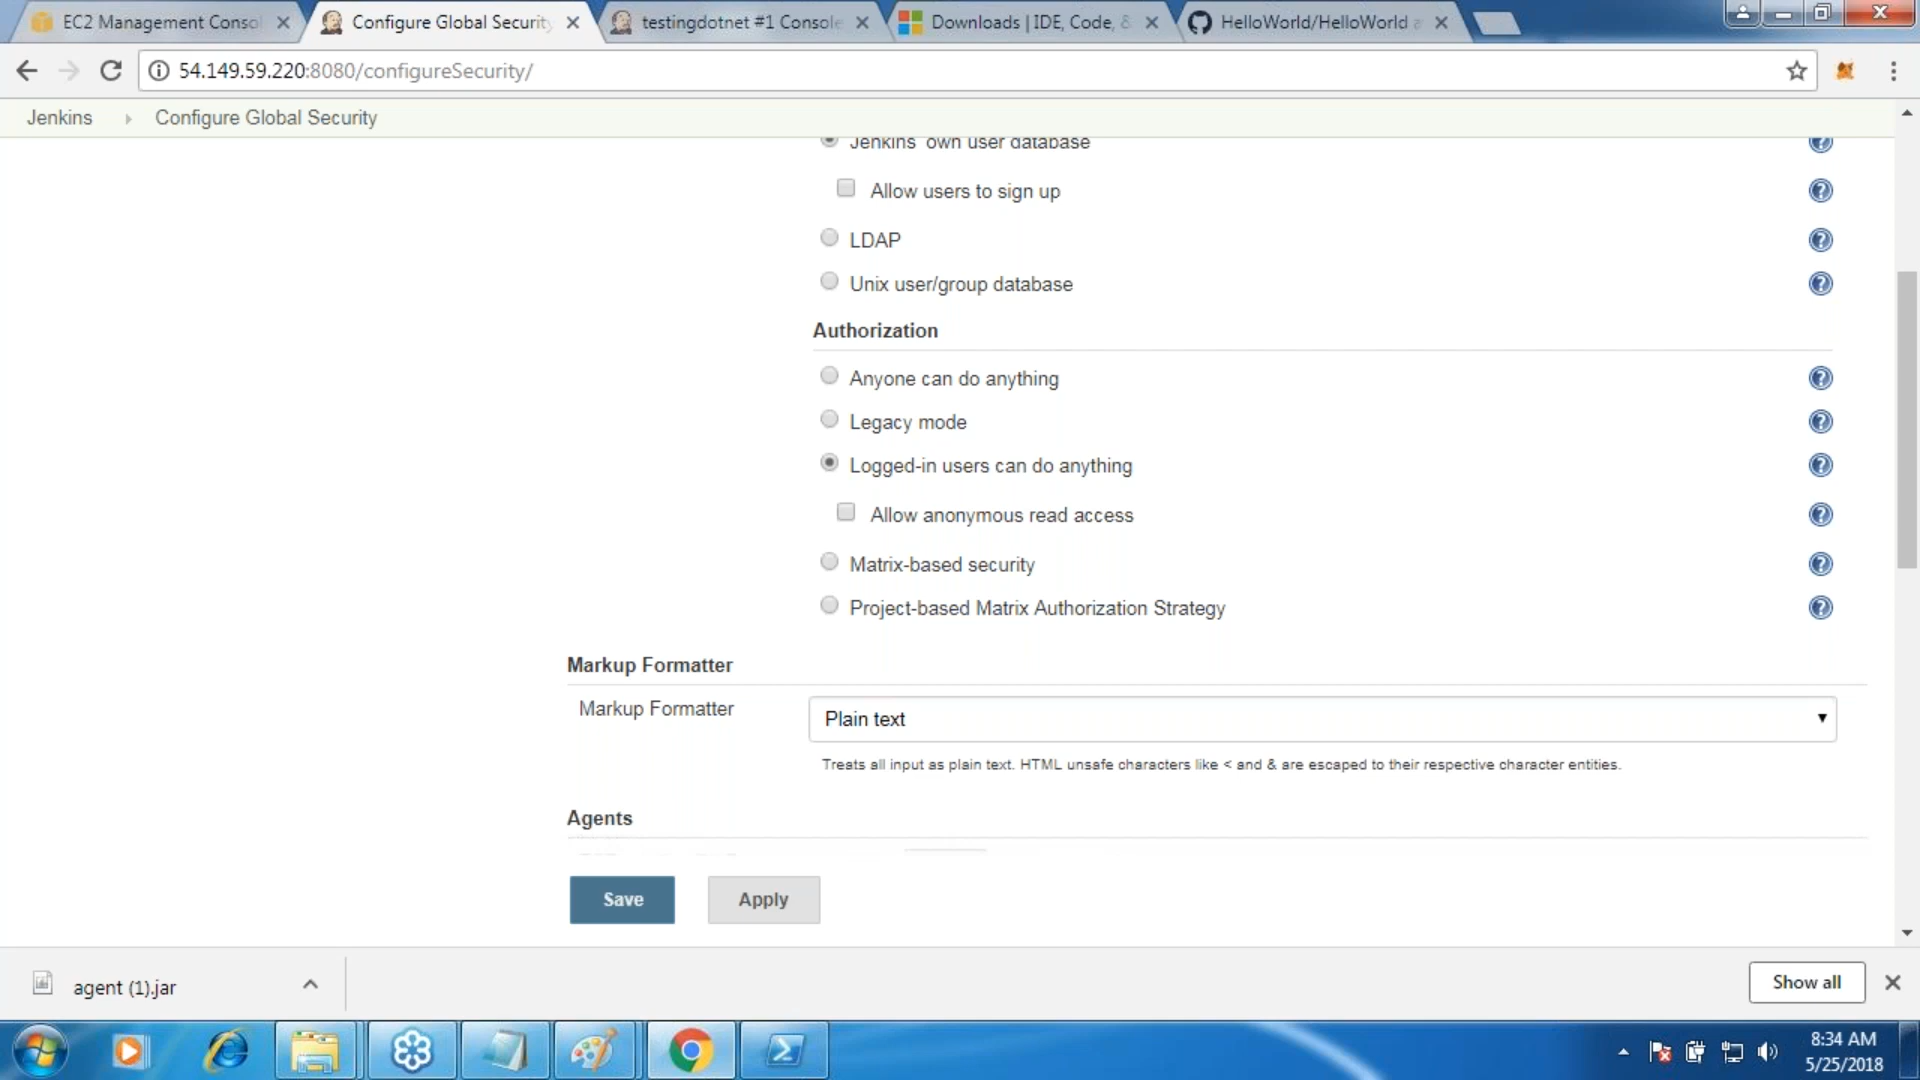 EC2 Management Consol
Configure Global Security
testingdotnet #1 Console
Downloads | IDE, Code, &
HelloWorld/HelloWorld a
54.149.59.220:8080/configureSecurity/
Jenkins
Configure Global Security
Jenkins' own user database
Allow users to sign up
LDAP
Unix user/group database
Authorization
Anyone can do anything
Legacy mode
Logged-in users can do anything
Allow anonymous read access
Matrix-based security
Project-based Matrix Authorization Strategy
Markup Formatter
Markup Formatter
Plain text
Treats all input as plain text. HTML unsafe characters like < and & are escaped to their respective character entities.
Agents
Save
Apply
agent (1).jar
Show all
8:34 AM
5/25/2018